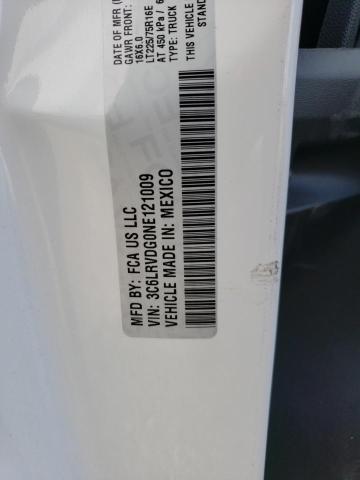 MFD BY: FCA US LLC
VIN: 3C6LRVDG0NE121009
VEHICLE MADE IN: MEXICO
DATE OF MFR
GAWR FRONT:
16X6.0
LT225/75R16E
AT 450 kPa /
TYPE: TRUCK
THIS VEHICLE
STAND